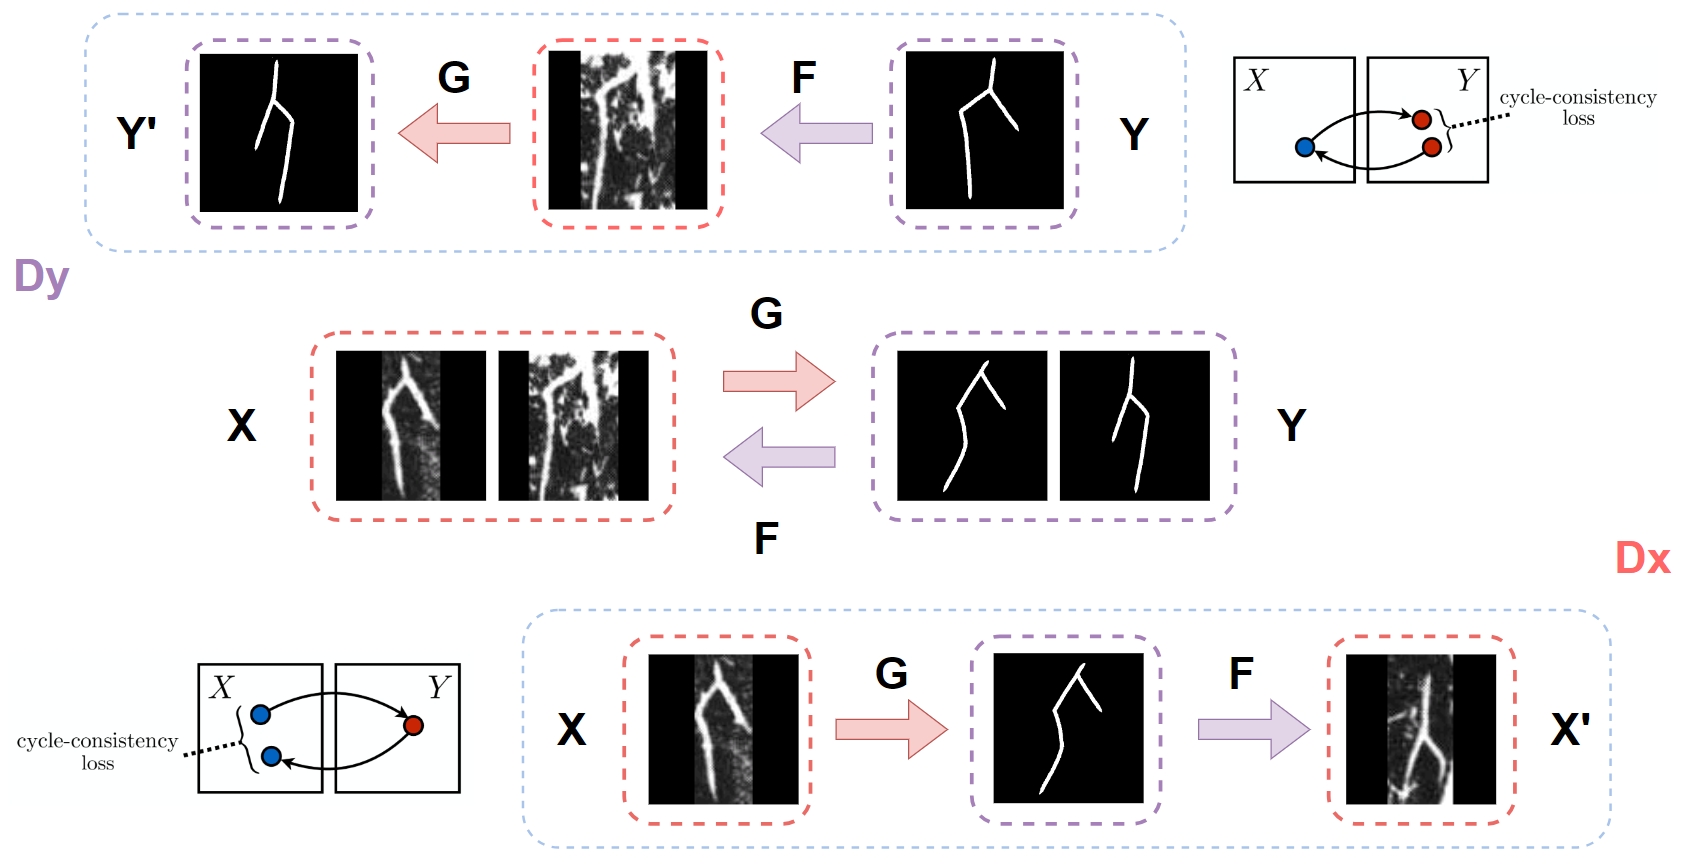 Y'
G
F
Y
X
Y
cycle-consistency
loss
Dy
G
X
Y
F
Dx
X
Y
cycle-consistency
loss
X
G
F
X'